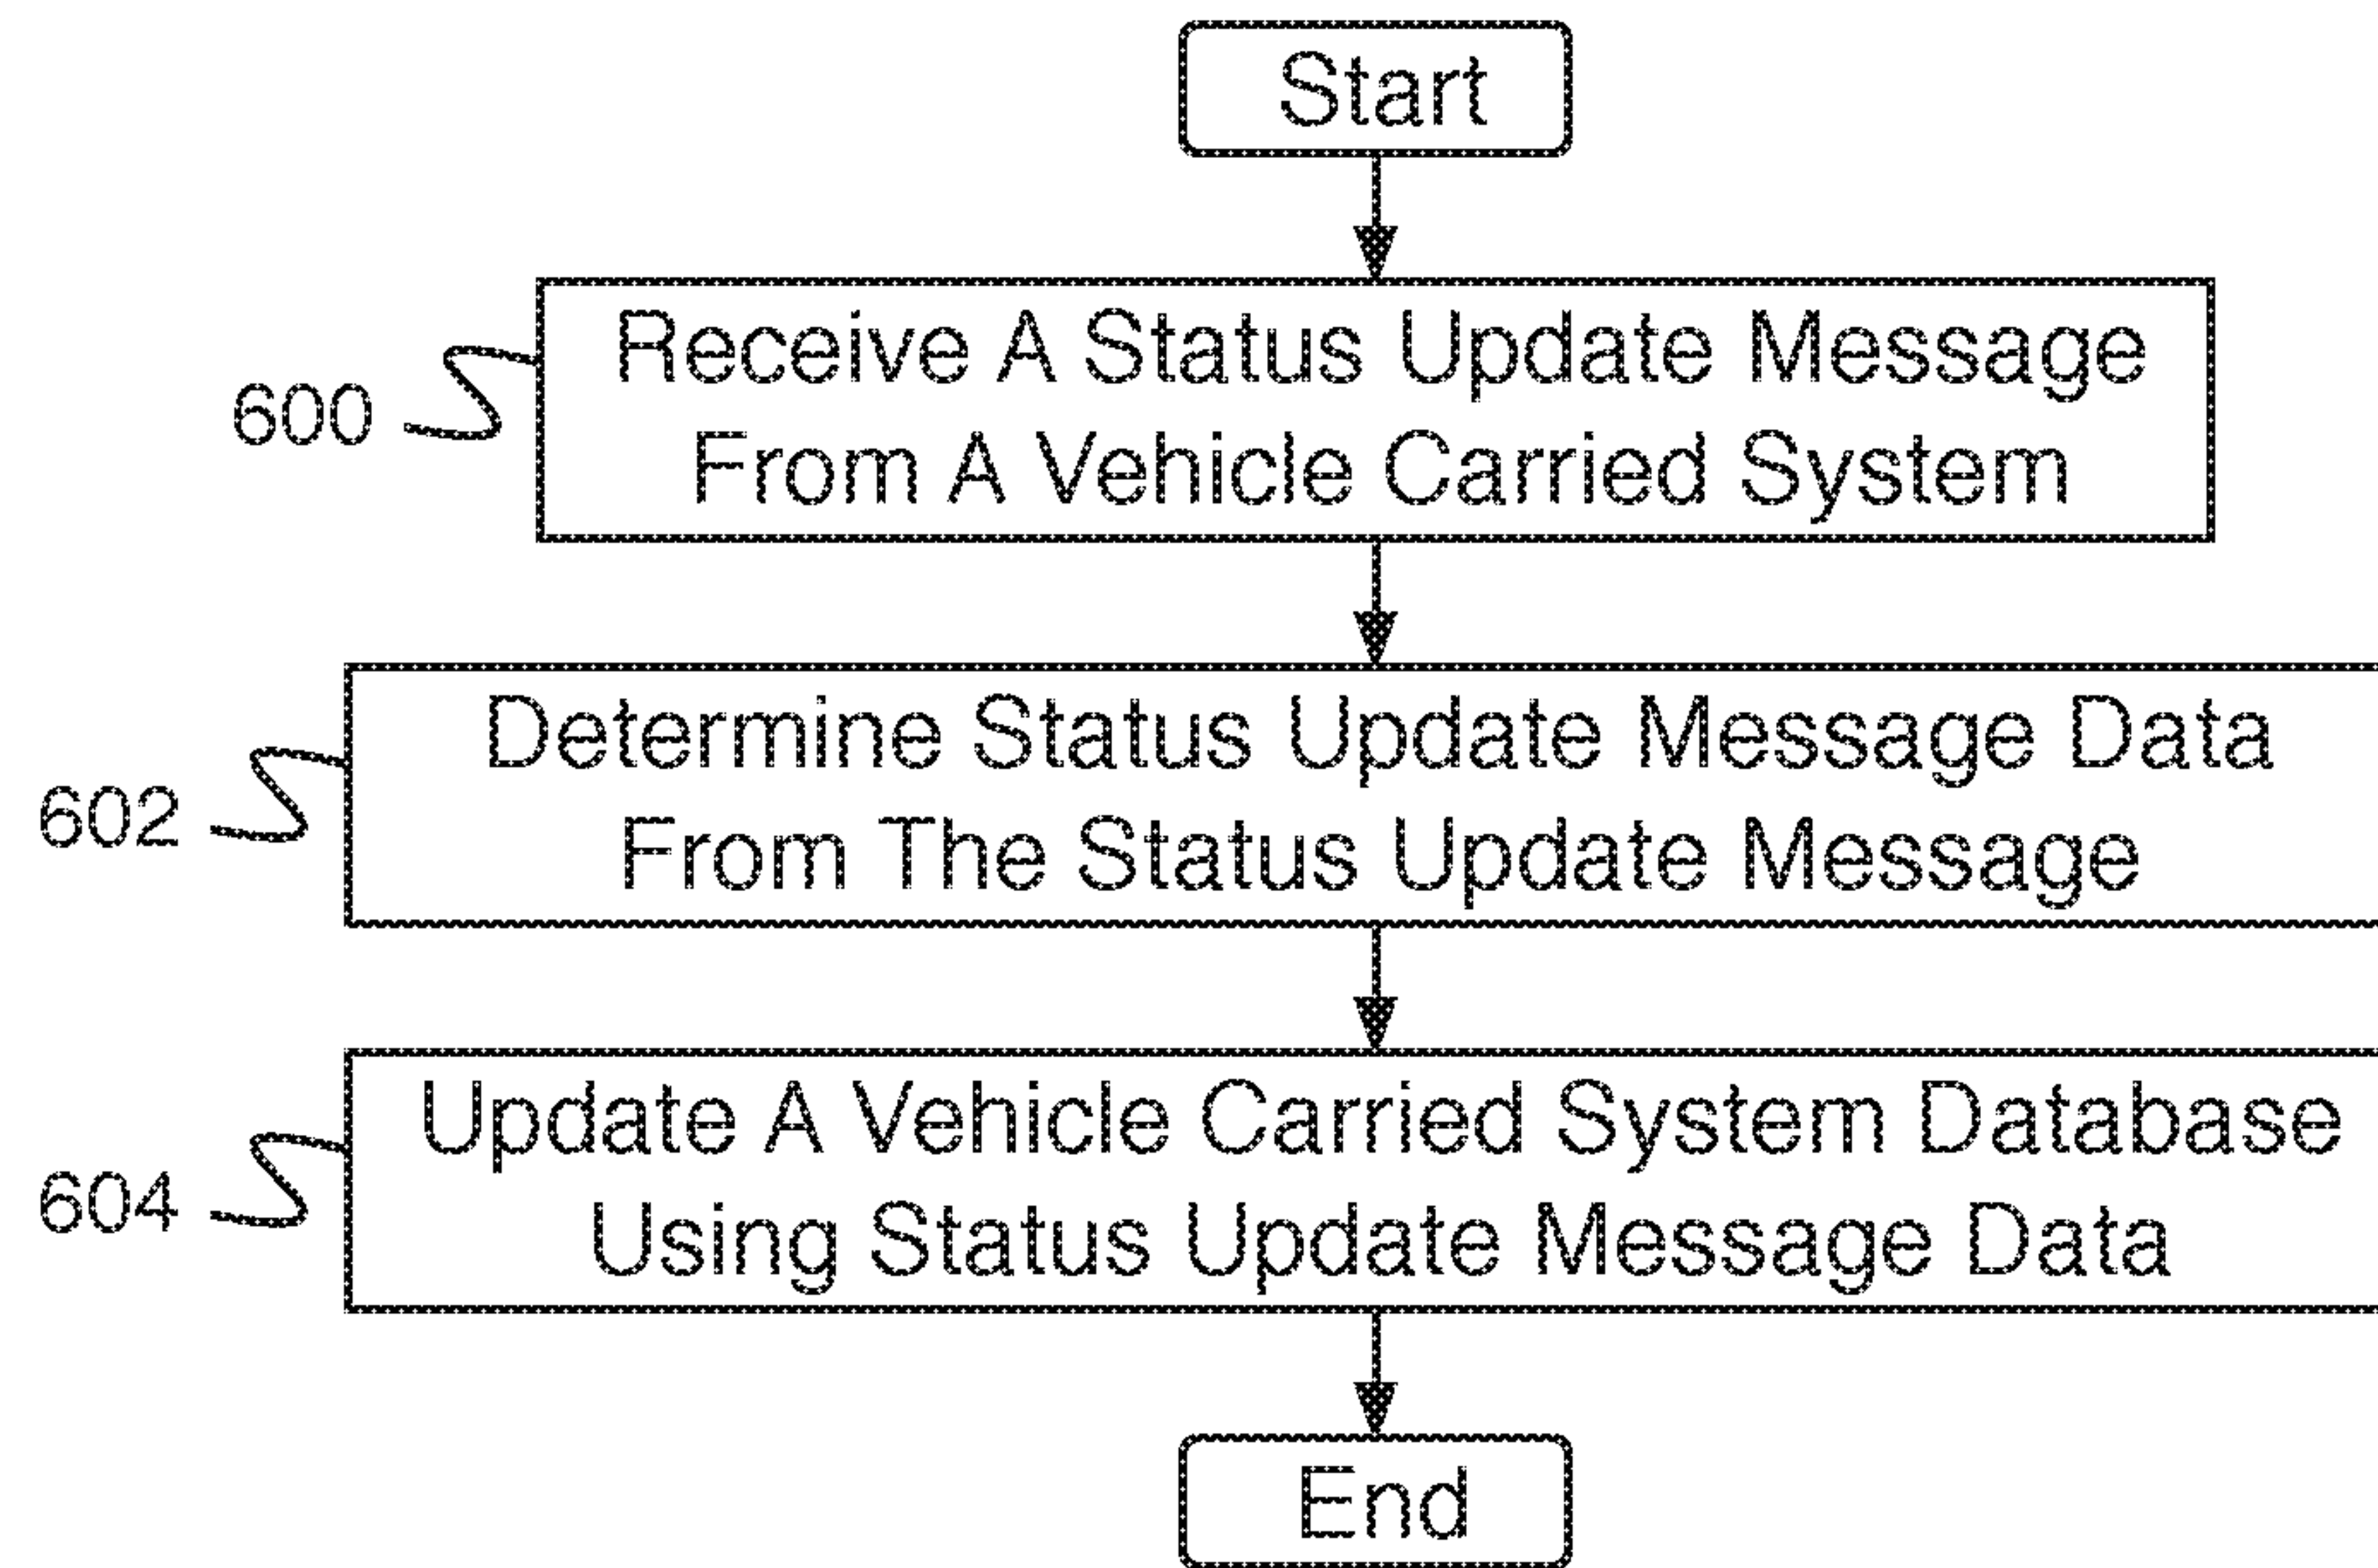 Start
600
Receive A Status Update Message
From A Vehicle Carried System
602
Determine Status Update Message Data
From The Status Update Message
604
Update A Vehicle Carried System Database
Using Status Update Message Data
End